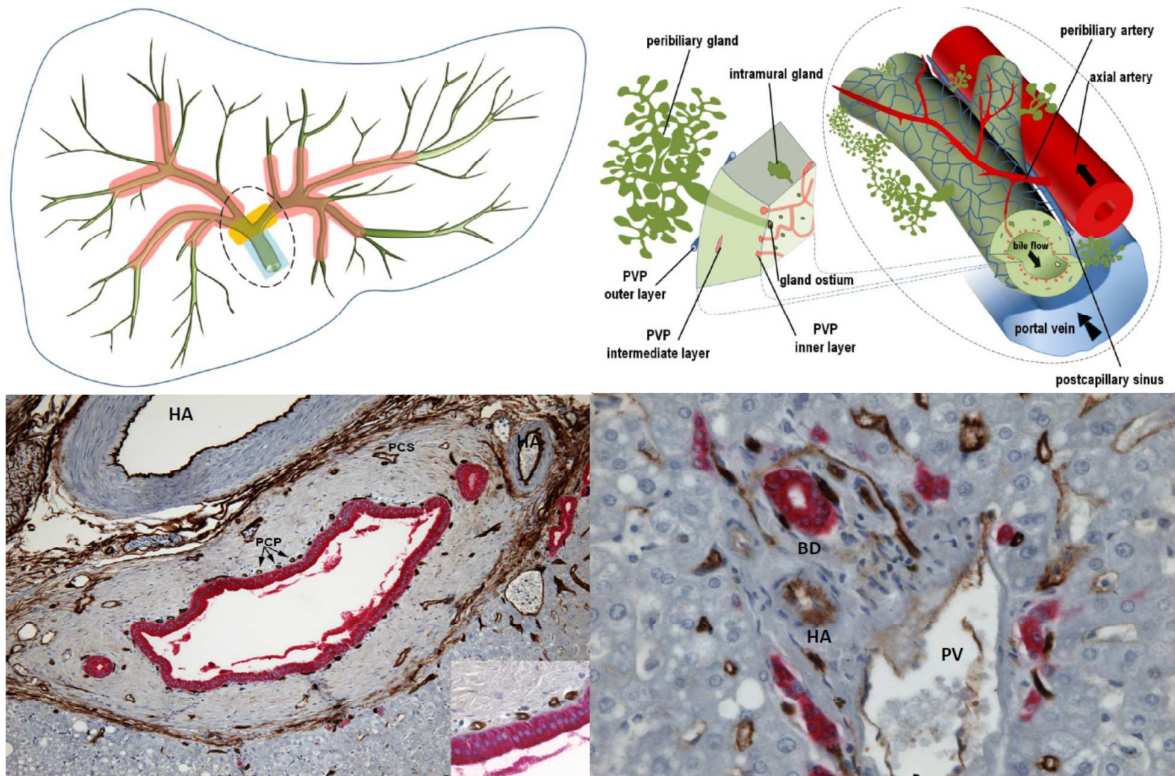 peribiliary gland
intramural gland
peribiliary artery
axial artery
bile flow
gland ostium
PVP
outer layer
PVP
intermediate layer
PVP
inner layer
portal vein
postcapillary sinus
HA
PCS
HA
PCP
BD
HA
PV